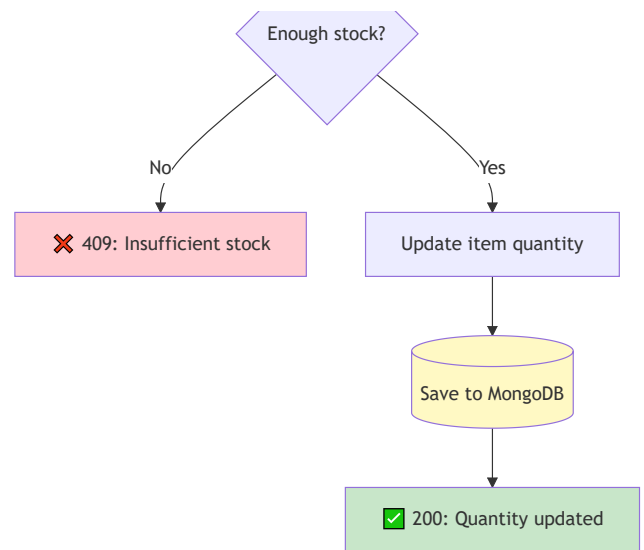 Enough stock?
No
Yes
❌ 409: Insufficient stock
Update item quantity
Save to MongoDB
✅ 200: Quantity updated